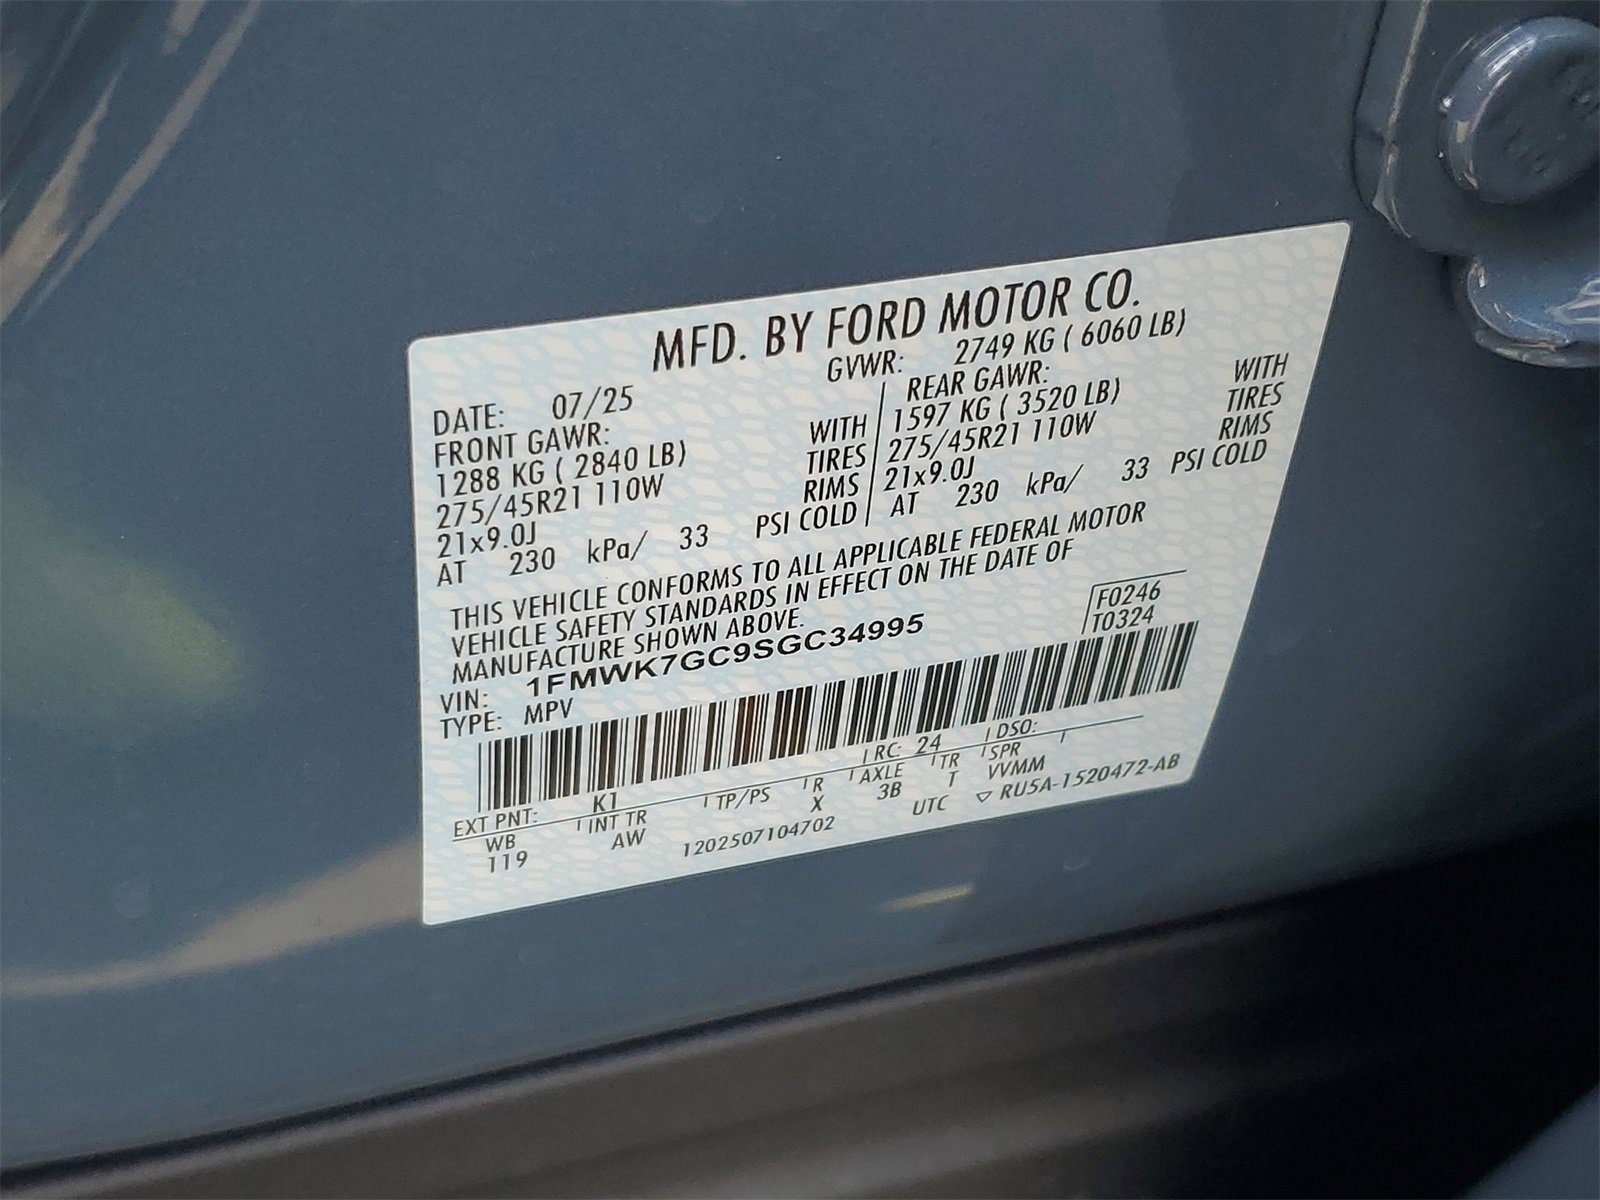 MFD. BY FORD MOTOR CO.
DATE: 07/25 GVWR: 2749 KG ( 6060 LB)
FRONT GAWR: REAR GAWR:
1288 KG ( 2840 LB) WITH 1597 KG ( 3520 LB) WITH
275/45R21 110W TIRES 275/45R21 110W TIRES
21x9.0J RIMS 21x9.0J RIMS
AT 230 kPa/ 33 PSI COLD AT 230 kPa/ 33 PSI COLD
THIS VEHICLE CONFORMS TO ALL APPLICABLE FEDERAL MOTOR
VEHICLE SAFETY STANDARDS IN EFFECT ON THE DATE OF
MANUFACTURE SHOWN ABOVE.
F0246
T0324
VIN: 1FMWK7GC9SGC34995
TYPE: MPV
EXT PNT: K1 RC: 24 DSO:
WB INT TR TP/PS R AXLE TR SPR
119 AW X 3B T VVMM
1202507104702 UTC ▽ RU5A-1520472-AB